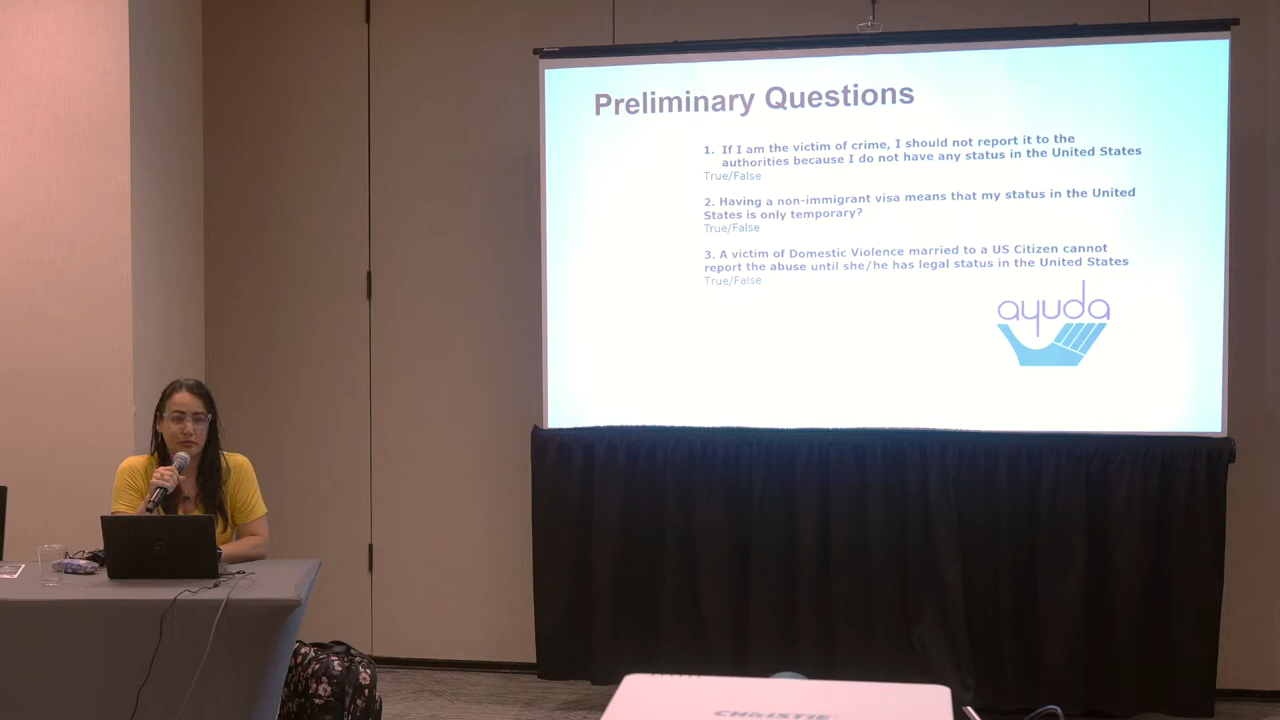 Preliminary Questions
1. If I am the victim of crime, I should not report it to the
authorities because I do not have any status in the United States
True/False
2. Having a non-immigrant visa means that my status in the United
States is only temporary?
True/False
3. A victim of Domestic Violence married to a US Citizen cannot
report the abuse until she/he has legal status in the United States
True/False
ayuda
CHRISTIE